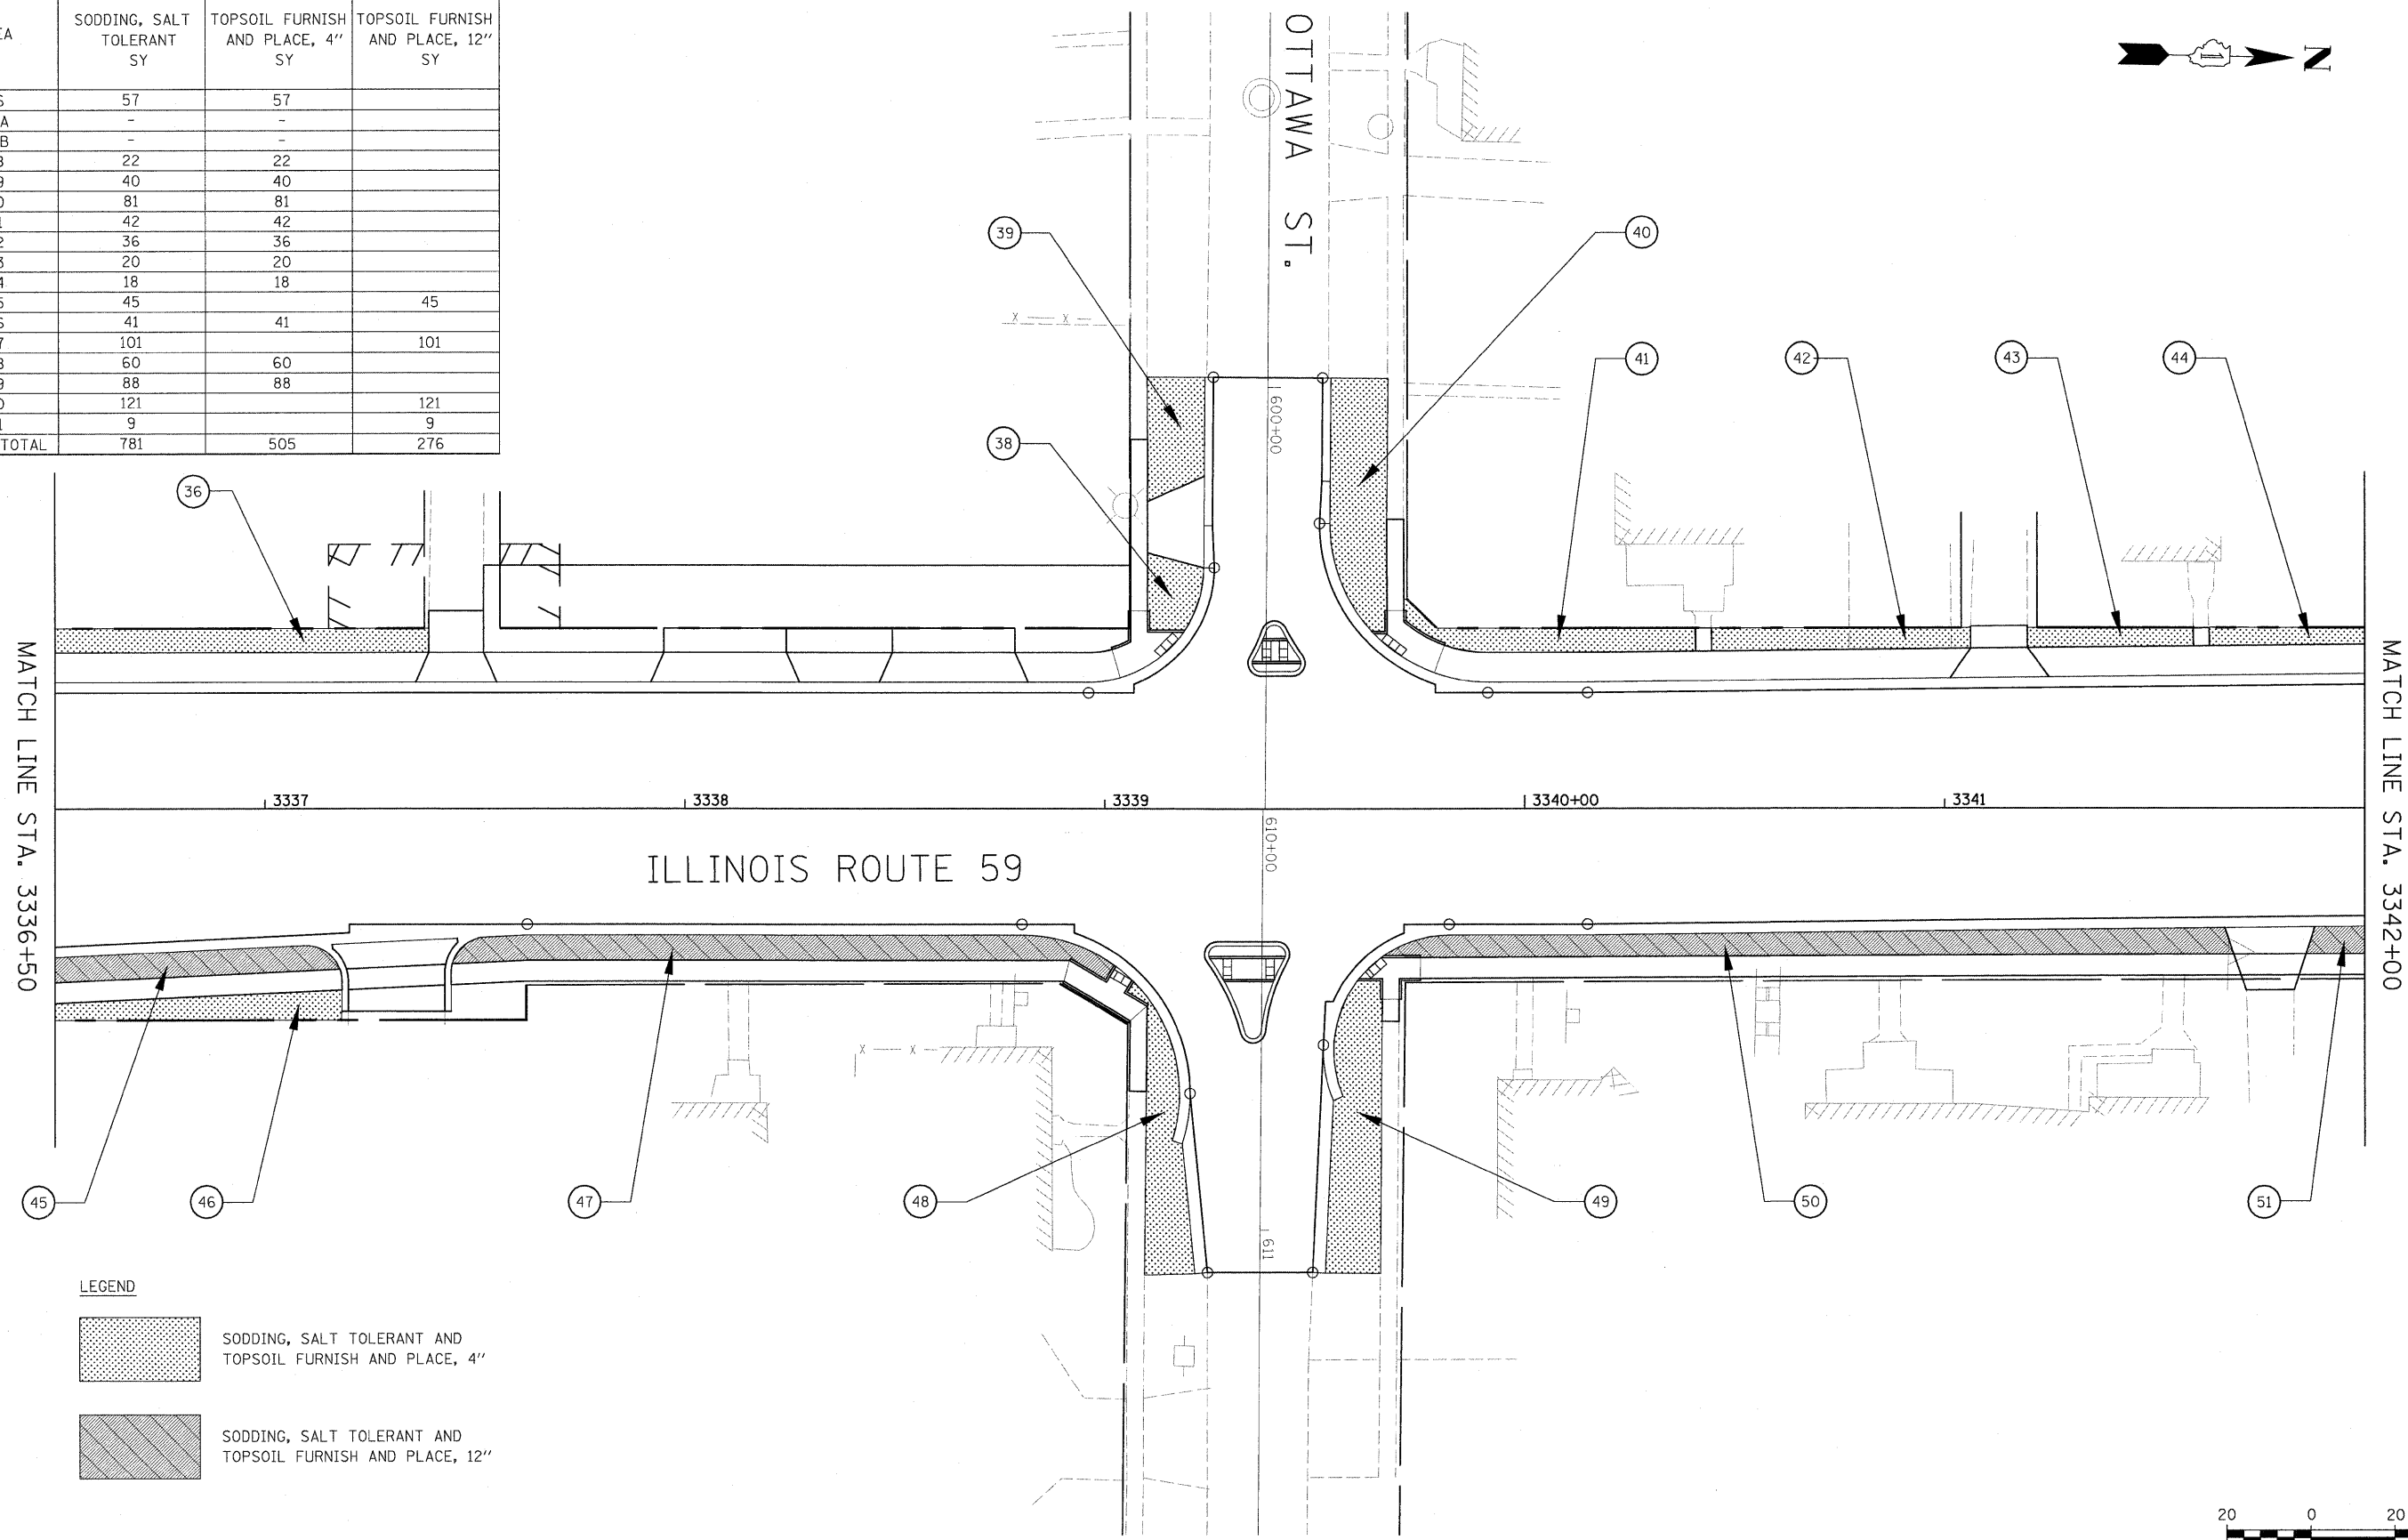 SODDING, SALT TOLERANT SY
TOPSOIL FURNISH AND PLACE, 4" SY
TOPSOIL FURNISH AND PLACE, 12" SY
57 57
A - -
B - -
22 22
40 40
81 81
42 42
36 36
20 20
18 18
45 45
41 41
101 101
60 60
88 88
121 121
9 9
TOTAL 781 505 276
OTTAWA ST.
N
39
40
38
41
42
43
44
36
600+00
MATCH LINE STA. 3336+50
MATCH LINE STA. 3342+00
3337
3338
3339
3340+00
3341
610+00
ILLINOIS ROUTE 59
X X
X X
45
46
47
48
49
50
51
611
LEGEND
SODDING, SALT TOLERANT AND
TOPSOIL FURNISH AND PLACE, 4"
SODDING, SALT TOLERANT AND
TOPSOIL FURNISH AND PLACE, 12"
20 0 20